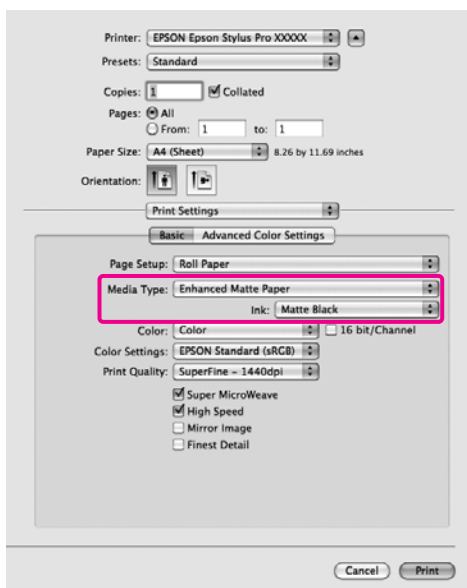 Printer: EPSON Epson Stylus Pro XXXXX
Presets: Standard
Copies: 1 Collated
Pages: All
From: 1 to: 1
Paper Size: A4 (Sheet) 8.26 by 11.69 inches
Orientation:
Print Settings
Basic Advanced Color Settings
Page Setup: Roll Paper
Media Type: Enhanced Matte Paper
Ink: Matte Black
Color: Color 16 bit/Channel
Color Settings: EPSON Standard (sRGB)
Print Quality: SuperFine - 1440dpi
Super MicroWeave
High Speed
Mirror Image
Finest Detail
Cancel Print